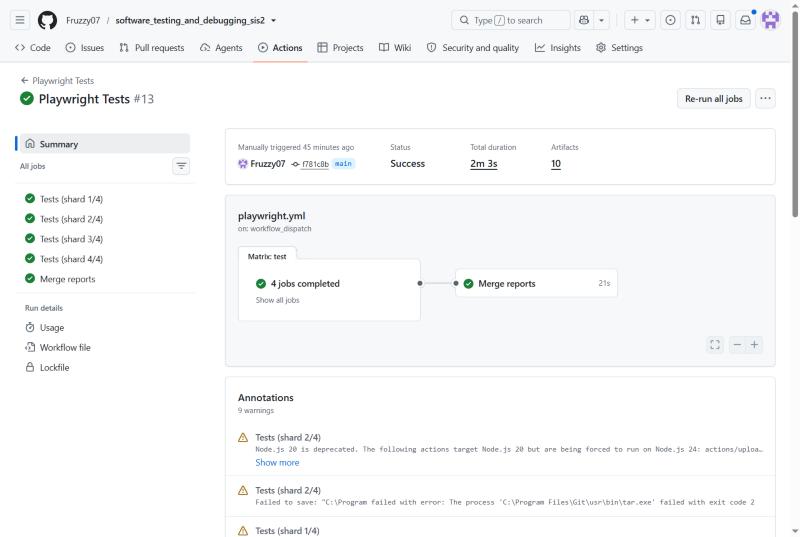 Fruzzy07 / software_testing_and_debugging_sis2
Type / to search
Code
Issues
Pull requests
Agents
Actions
Projects
Wiki
Security and quality
Insights
Settings
← Playwright Tests
Playwright Tests #13
Re-run all jobs
Summary
All jobs
Tests (shard 1/4)
Tests (shard 2/4)
Tests (shard 3/4)
Tests (shard 4/4)
Merge reports
Run details
Usage
Workflow file
Lockfile
Manually triggered 45 minutes ago
Fruzzy07 f781c8b main
Status
Success
Total duration
2m 3s
Artifacts
10
playwright.yml
on: workflow_dispatch
Matrix: test
4 jobs completed
Show all jobs
Merge reports
21s
Annotations
9 warnings
Tests (shard 2/4)
Node.js 20 is deprecated. The following actions target Node.js 20 but are being forced to run on Node.js 24: actions/uploa…
Show more
Tests (shard 2/4)
Failed to save: "C:\Program failed with error: The process 'C:\Program Files\Git\usr\bin\tar.exe' failed with exit code 2
Tests (shard 1/4)